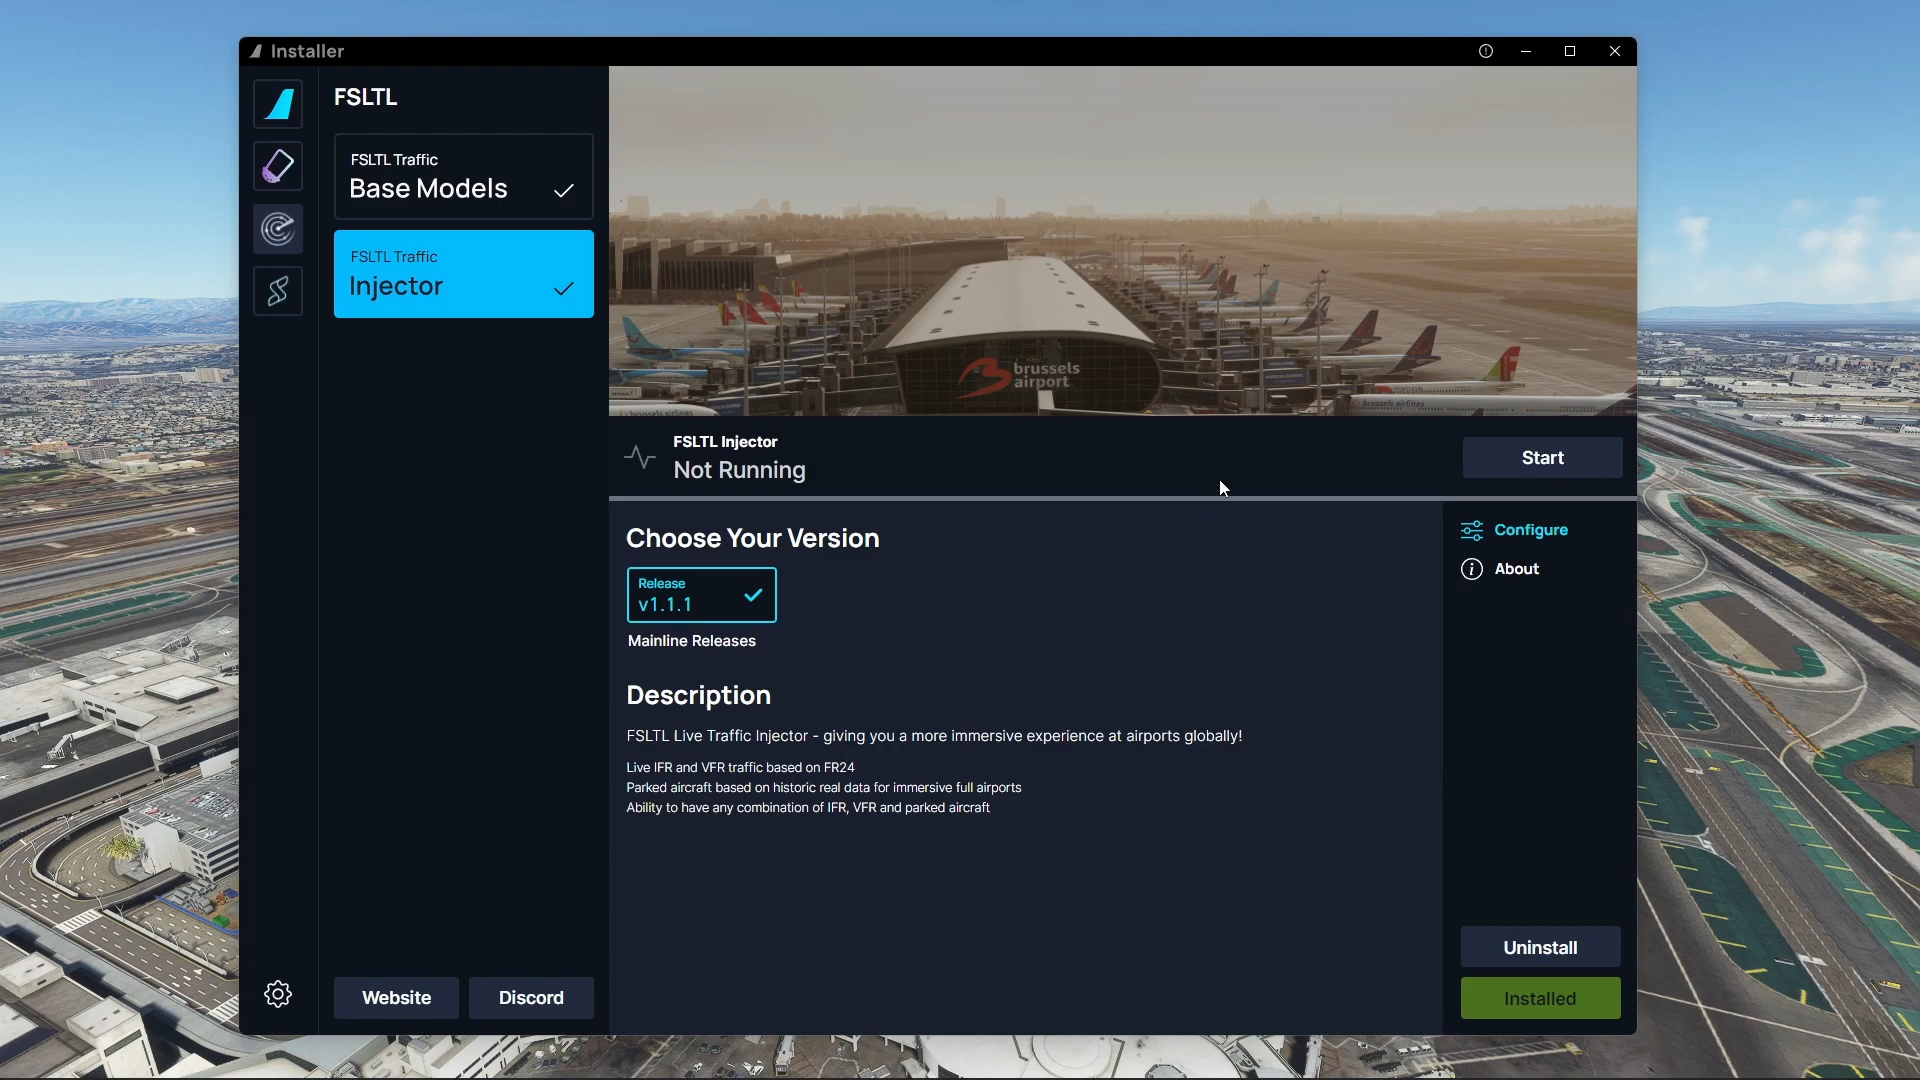 Installer
FSLTL
FSLTL Traffic
Base Models
FSLTL Traffic
Injector
brussels
airport
brussels airlines
FSLTL Injector
Not Running
Start
Choose Your Version
Release
v1.1.1
Mainline Releases
Description
FSLTL Live Traffic Injector - giving you a more immersive experience at airports globally!
Live IFR and VFR traffic based on FR24
Parked aircraft based on historic real data for immersive full airports
Ability to have any combination of IFR, VFR and parked aircraft
Configure
About
Uninstall
Installed
Website
Discord